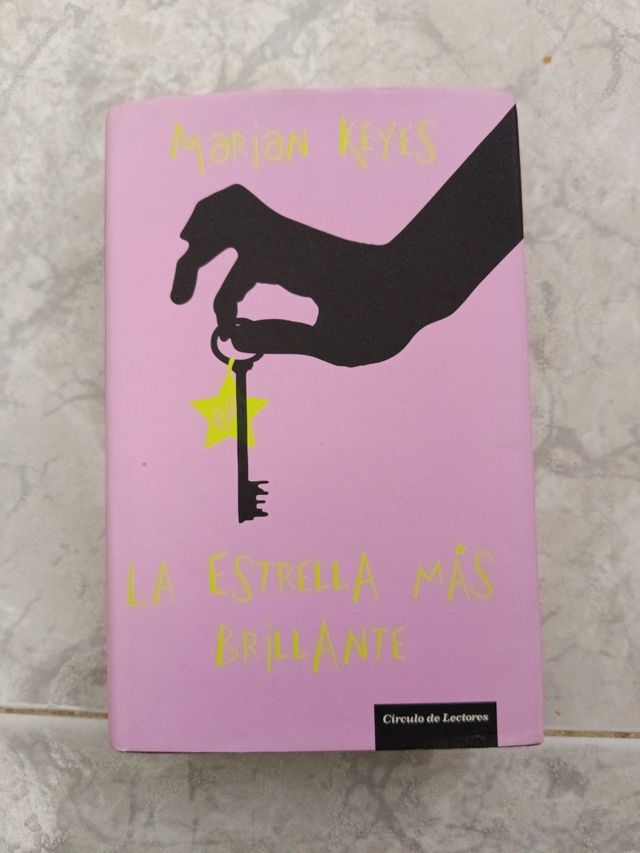 Marian Keyes
LA ESTRELLA MÁS
BRILLANTE
Círculo de Lectores